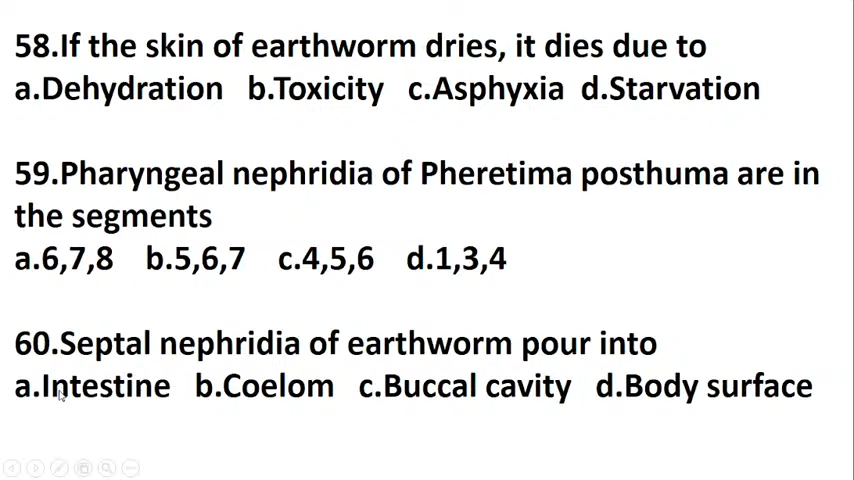 58.If the skin of earthworm dries, it dies due to
a.Dehydration b.Toxicity c.Asphyxia d.Starvation
59.Pharyngeal nephridia of Pheretima posthuma are in
the segments
a.6,7,8 b.5,6,7 c.4,5,6 d.1,3,4
60.Septal nephridia of earthworm pour into
a.Intestine b.Coelom c.Buccal cavity d.Body surface